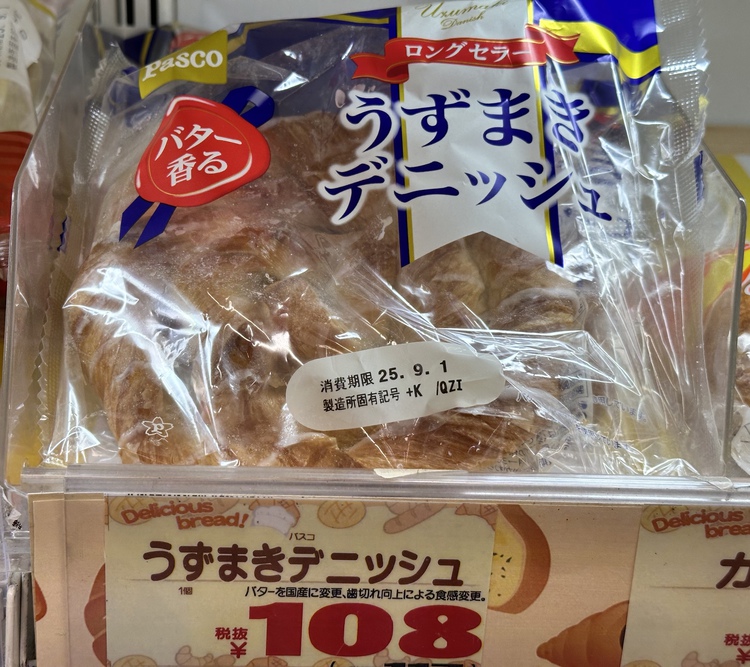 Uzumaki
Danish
Pasco
ロングセラー
うずまき
デニッシュ
バター
香る
消費期限 25. 9. 1
製造所固有記号 +K /QZI
Delicious
bread!
パスコ
うずまきデニッシュ
1個
バターを国産に変更、歯切れ向上による食感変更。
税抜
¥108
Delicious
brea
カ
税抜
¥